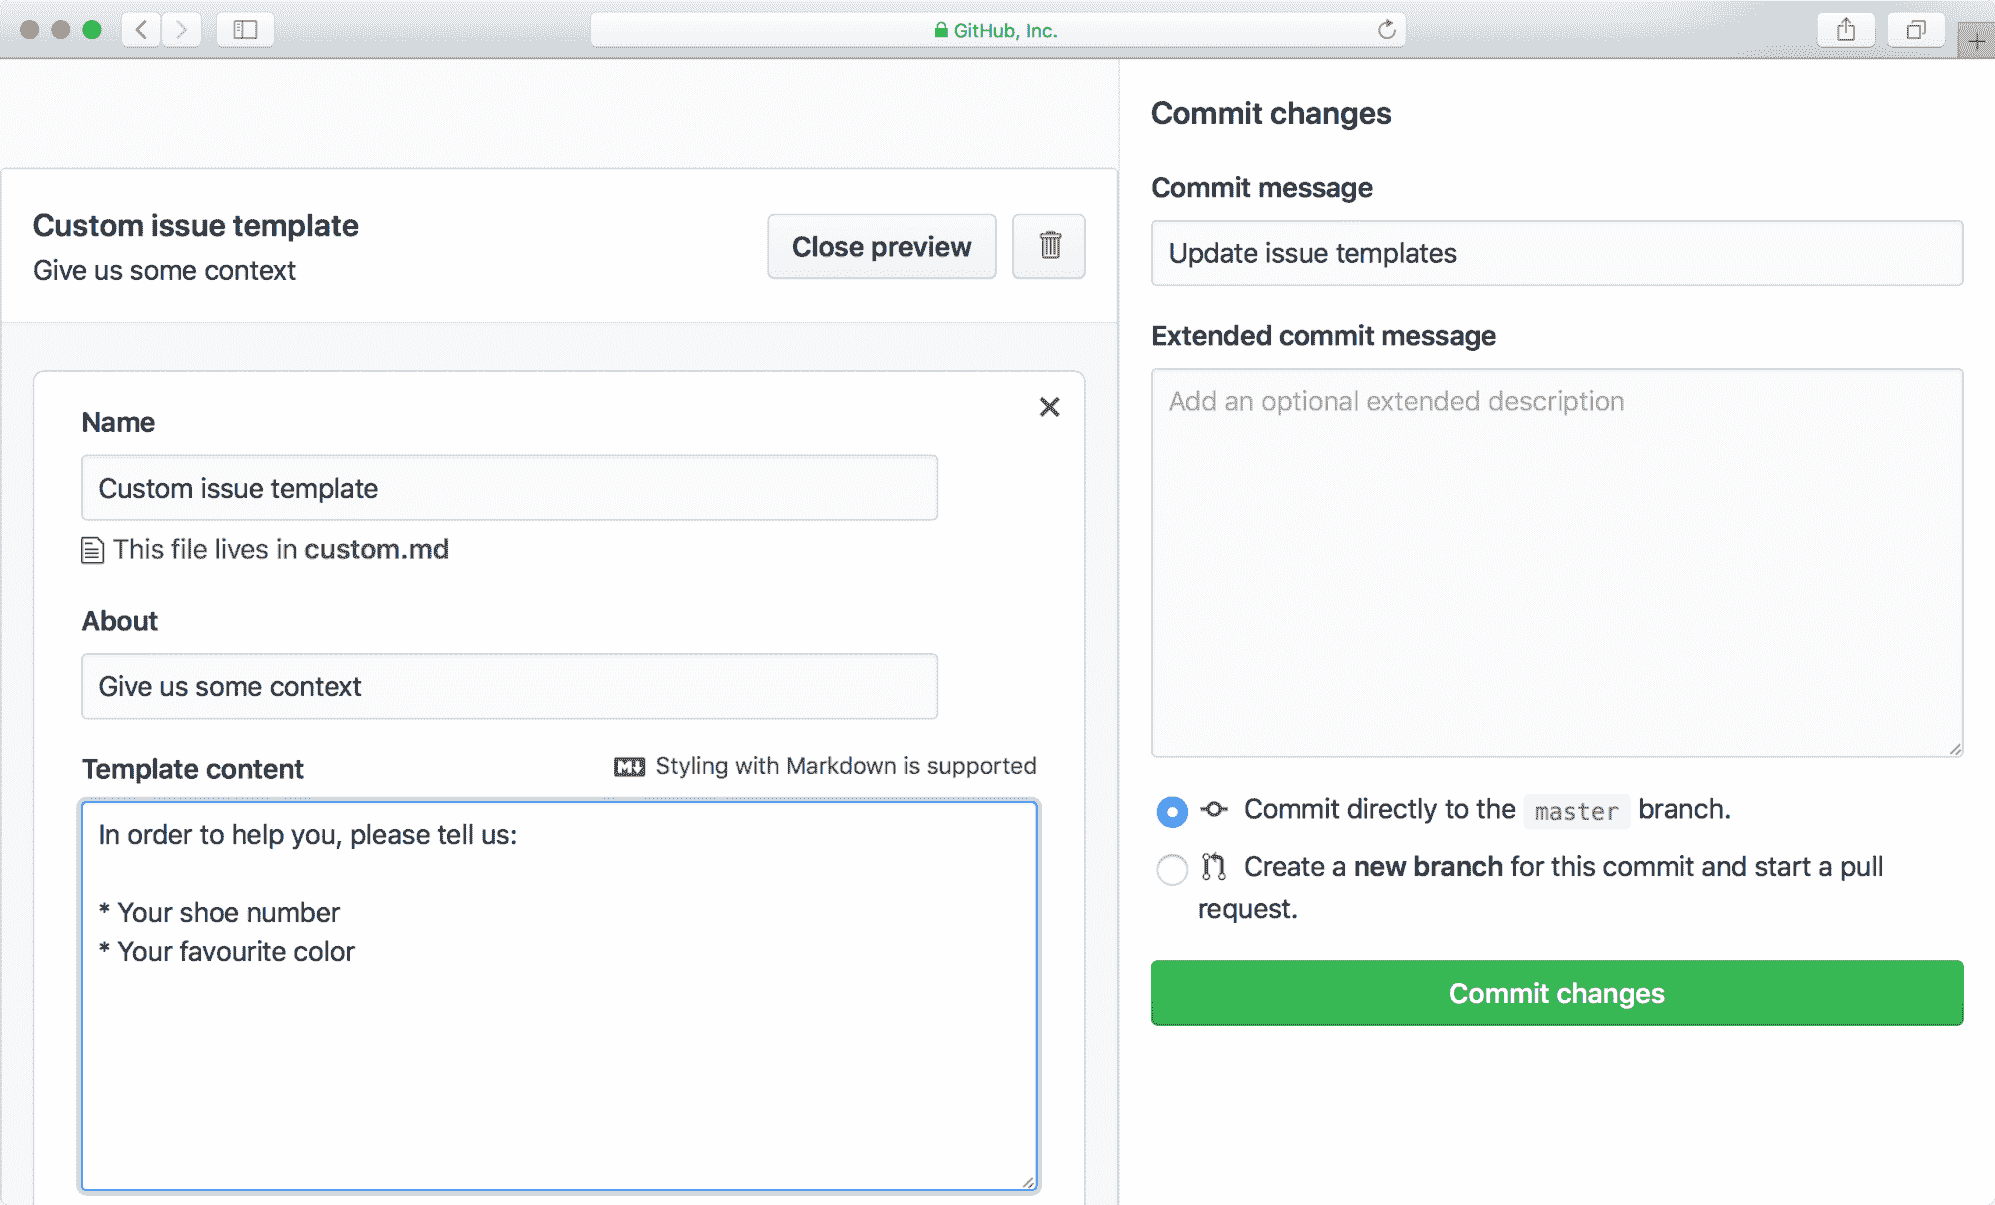 GitHub, Inc.
Custom issue template
Give us some context
Close preview
Name
Custom issue template
This file lives in custom.md
About
Give us some context
Template content
Styling with Markdown is supported
In order to help you, please tell us:
* Your shoe number
* Your favourite color
Commit changes
Commit message
Update issue templates
Extended commit message
Add an optional extended description
Commit directly to the master branch.
Create a new branch for this commit and start a pull
request.
Commit changes